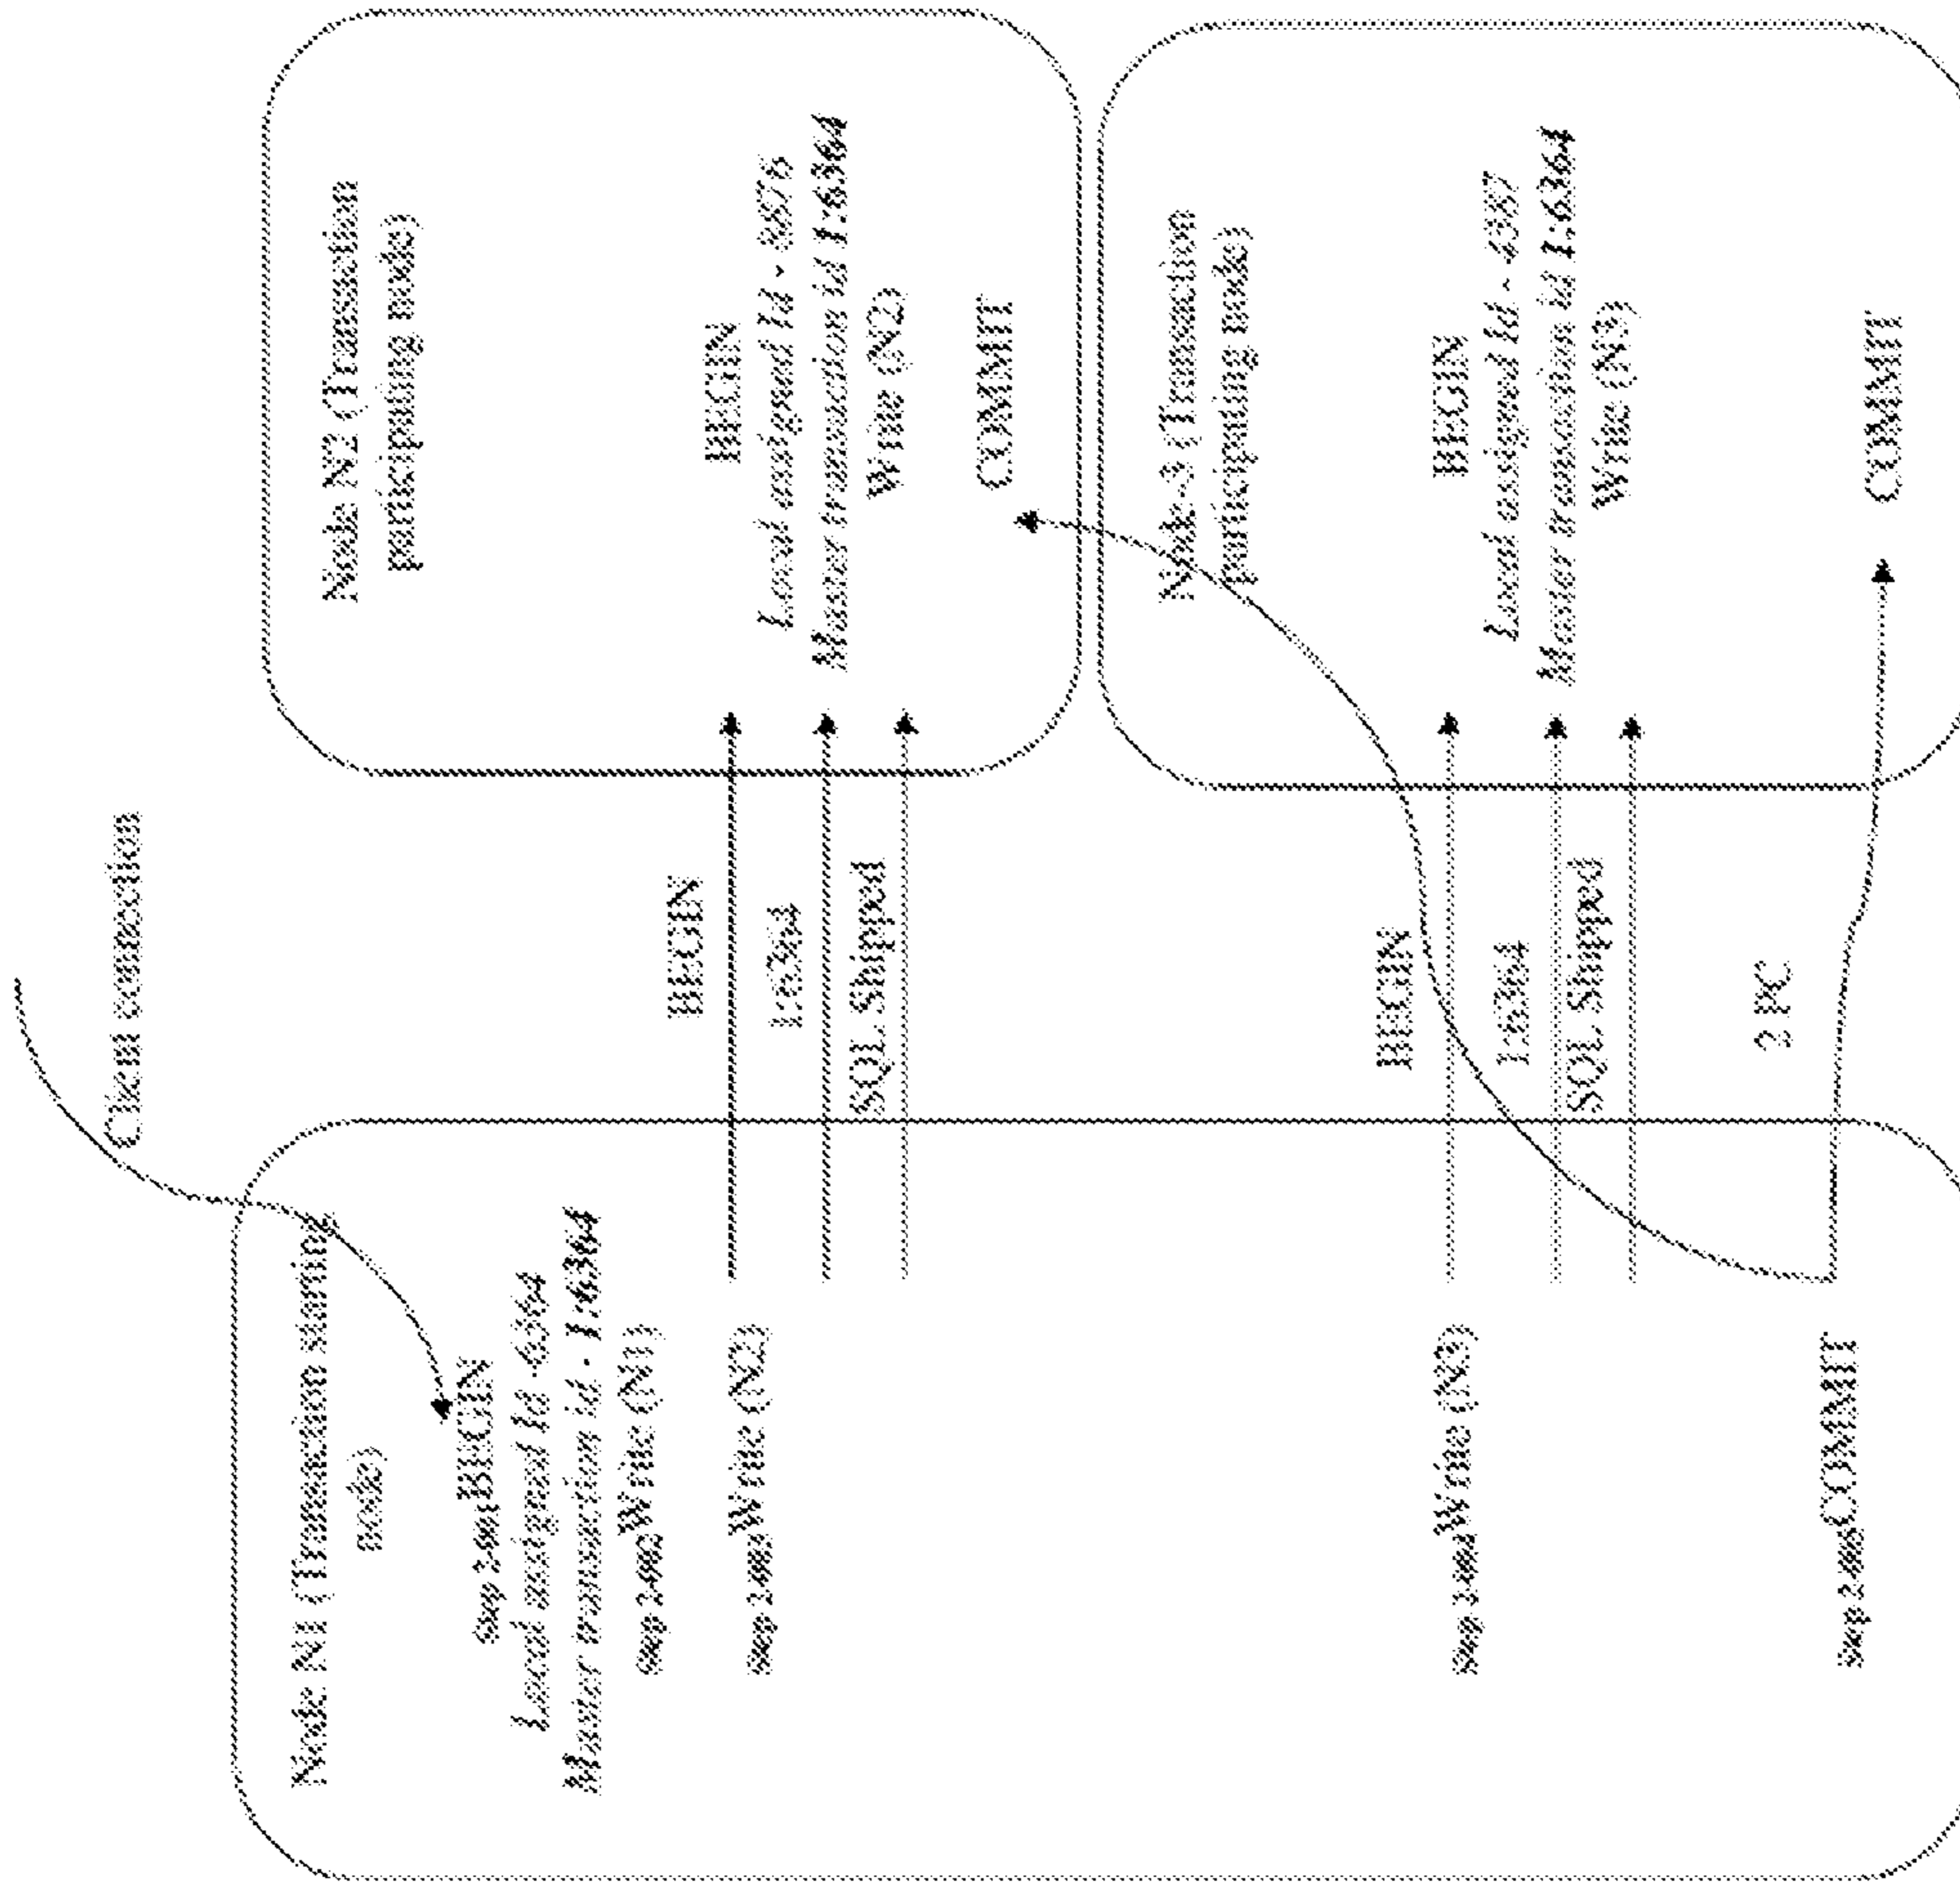 Client connection
Node N1 (Transaction starting
node)
BEGIN
Local assigned Id -6364
Master transaction id - 1:6364
Write (N1)
Write (N2)
Write (N3)
COMMIT
BEGIN
1:6364
SQL Shipped
BEGIN
1:6364
SQL Shipped
2 PC
Node N2 (Transaction
participating node)
BEGIN
Local assigned Id - 8876
Master transaction id 1:6364
Write (N2)
COMMIT
Node-3 (Transaction
participating node)
BEGIN
Local assigned Id - 4387
Master transaction id 1:6364
Write (N3)
COMMIT